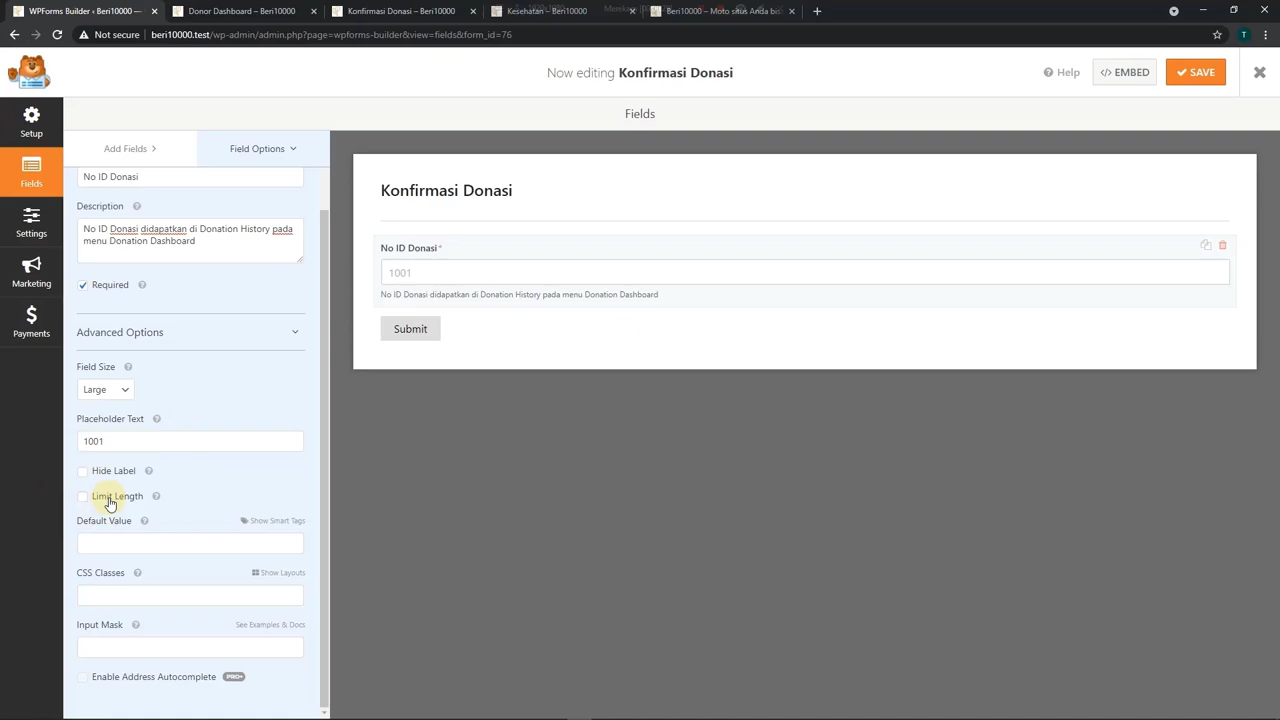 WPForms Builder ‹ Beri10000 —
Donor Dashboard – Beri10000
Konfirmasi Donasi – Beri10000
Kesehatan – Beri10000
Beri10000 – Moto situs Anda bis
Not secure
beri10000.test/wp-admin/admin.php?page=wpforms-builder&view=fields&form_id=76
T
Now editing Konfirmasi Donasi
Help
</> EMBED
SAVE
Setup
Fields
Settings
Marketing
Payments
Fields
Add Fields
Field Options
No ID Donasi
Description
No ID Donasi didapatkan di Donation History pada
menu Donation Dashboard
Required
Advanced Options
Field Size
Large
Placeholder Text
1001
Hide Label
Limit Length
Default Value
Show Smart Tags
CSS Classes
Show Layouts
Input Mask
See Examples & Docs
Enable Address Autocomplete
PRO+
Konfirmasi Donasi
No ID Donasi *
1001
No ID Donasi didapatkan di Donation History pada menu Donation Dashboard
Submit